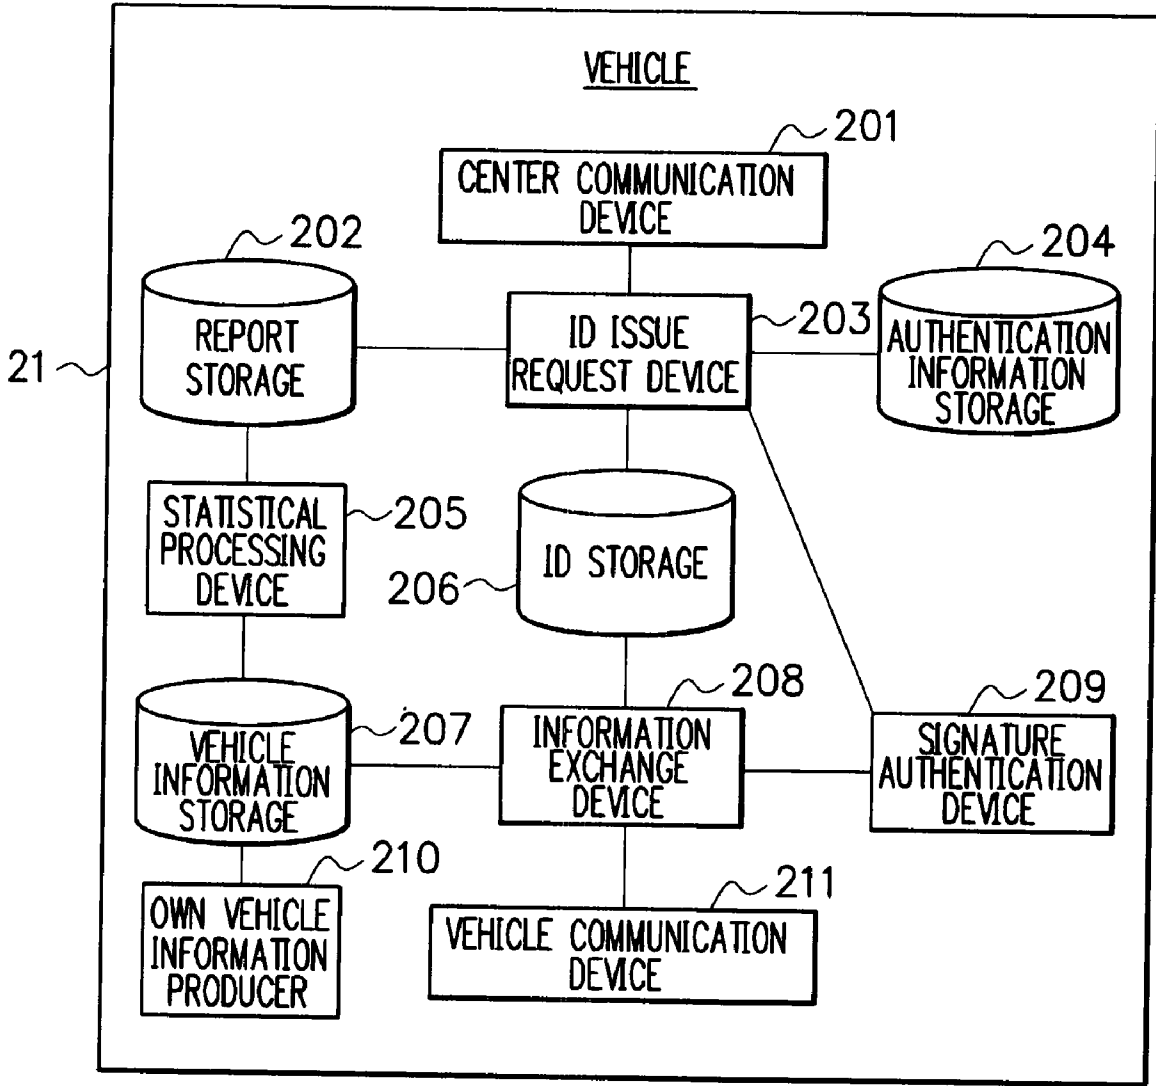 VEHICLE
201
CENTER COMMUNICATION
DEVICE
202
REPORT
STORAGE
203
ID ISSUE
REQUEST DEVICE
204
AUTHENTICATION
INFORMATION
STORAGE
21
205
STATISTICAL
PROCESSING
DEVICE
206
ID STORAGE
207
VEHICLE
INFORMATION
STORAGE
208
INFORMATION
EXCHANGE
DEVICE
209
SIGNATURE
AUTHENTICATION
DEVICE
210
OWN VEHICLE
INFORMATION
PRODUCER
211
VEHICLE COMMUNICATION
DEVICE